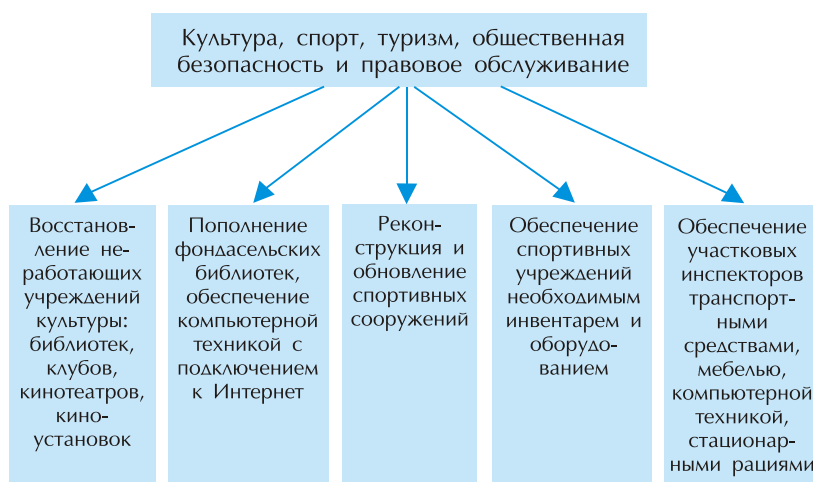 Культура, спорт, туризм, общественная
безопасность и правовое обслуживание
Восстанов-
ление не-
работающих
учреждений
культуры:
библиотек,
клубов,
кинотеатров,
кино-
установок
Пополнение
фондасельских
библиотек,
обеспечение
компьютерной
техникой с
подключением
к Интернет
Рекон-
струкция и
обновление
спортивных
сооружений
Обеспечение
спортивных
учреждений
необходимым
инвентарем и
оборудо-
ванием
Обеспечение
участковых
инспекторов
транспорт-
ными
средствами,
мебелью,
компьютерной
техникой,
стационар-
ными рациями